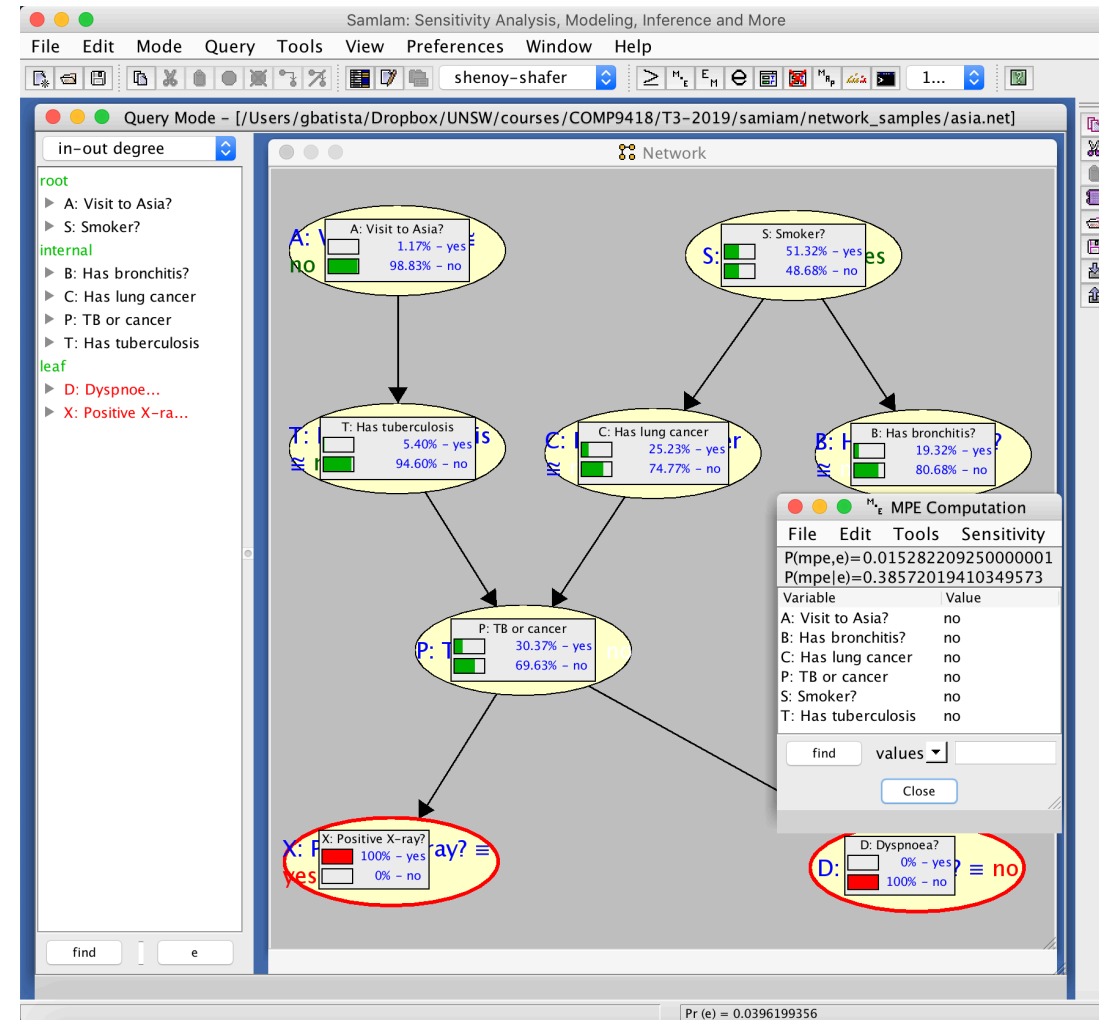 SamIam: Sensitivity Analysis, Modeling, Inference and More
File Edit Mode Query Tools View Preferences Window Help
shenoy-shafer
1...
Query Mode – [/Users/gbatista/Dropbox/UNSW/courses/COMP9418/T3-2019/samiam/network_samples/asia.net]
in-out degree
root
A: Visit to Asia?
S: Smoker?
internal
B: Has bronchitis?
C: Has lung cancer
P: TB or cancer
T: Has tuberculosis
leaf
D: Dyspnoe...
X: Positive X-ra...
find
e
Network
A: Visit to Asia?
1.17% – yes
98.83% – no
no
S: Smoker?
51.32% – yes
48.68% – no
S:
es
T: Has tuberculosis
5.40% – yes
94.60% – no
T:
is
C: Has lung cancer
25.23% – yes
74.77% – no
C:
B: Has bronchitis?
19.32% – yes
80.68% – no
B:
?
P: TB or cancer
30.37% – yes
69.63% – no
P:
no
X: Positive X-ray?
100% – yes
0% – no
X:
ray? ≡
yes
D: Dyspnoea?
0% – yes
100% – no
D:
? ≡ no
MPE Computation
File Edit Tools Sensitivity
P(mpe,e)=0.015282209250000001
P(mpe|e)=0.38572019410349573
Variable Value
A: Visit to Asia? no
B: Has bronchitis? no
C: Has lung cancer no
P: TB or cancer no
S: Smoker? no
T: Has tuberculosis no
find values
Close
Pr (e) = 0.0396199356